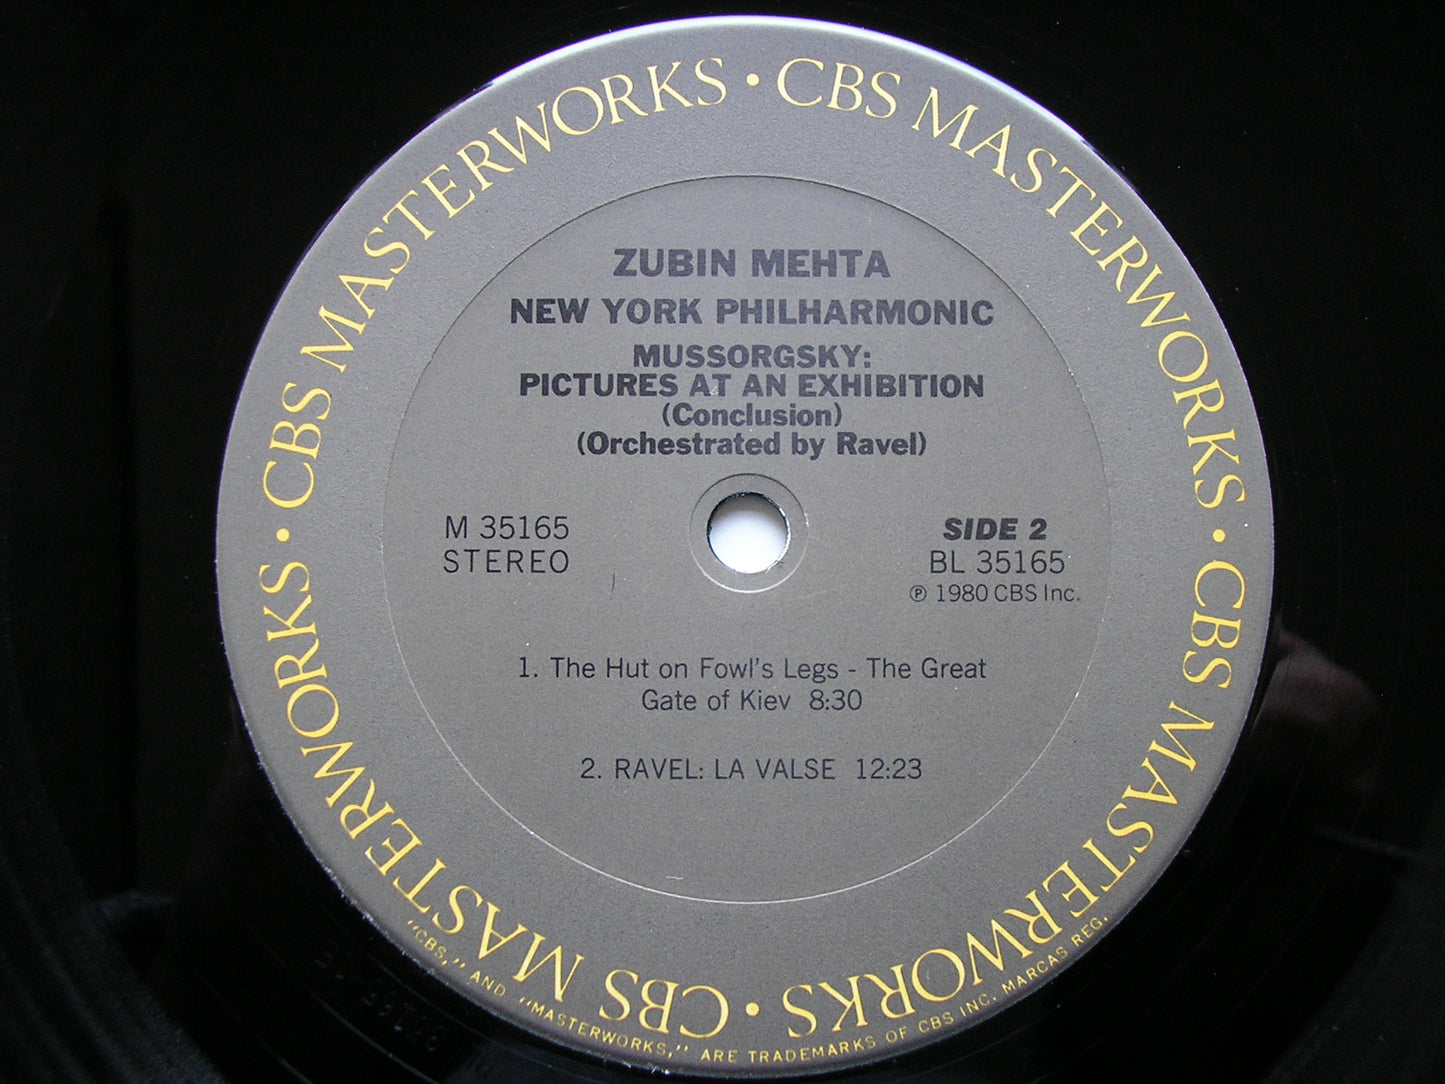 CBS MASTERWORKS · CBS MASTERWORKS · CBS MASTERWORKS · CBS MASTERWORKS ·
ZUBIN MEHTA
NEW YORK PHILHARMONIC
MUSSORGSKY:
PICTURES AT AN EXHIBITION
(Conclusion)
(Orchestrated by Ravel)
M 35165
STEREO
SIDE 2
BL 35165
℗ 1980 CBS Inc.
1. The Hut on Fowl's Legs - The Great
Gate of Kiev 8:30
2. RAVEL: LA VALSE 12:23
"CBS," AND "MASTERWORKS," ARE TRADEMARKS OF CBS INC. MARCAS REG.